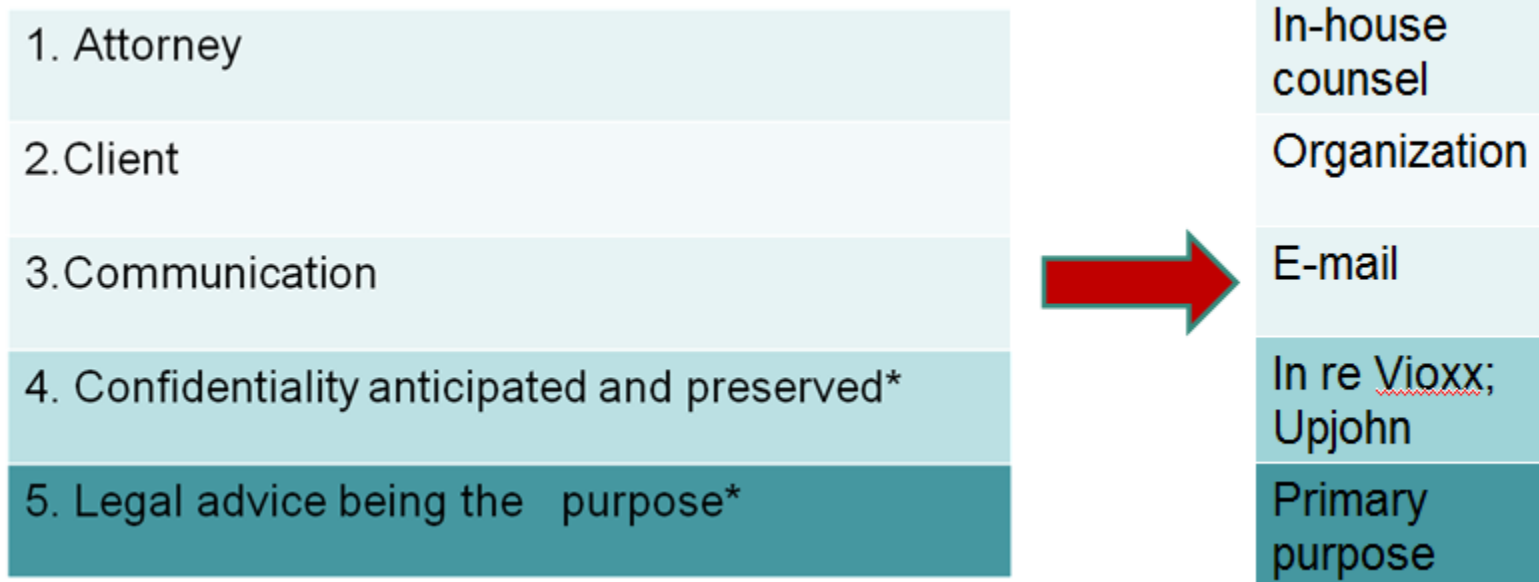 1. Attorney
2.Client
3.Communication
4. Confidentiality anticipated and preserved*
5. Legal advice being the purpose*
In-house
counsel
Organization
E-mail
In re Vioxx;
Upjohn
Primary
purpose